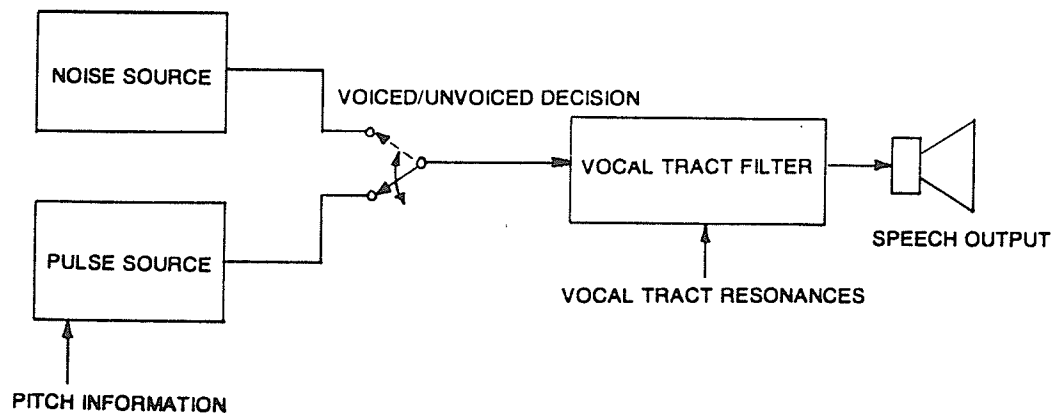 NOISE SOURCE
VOICED/UNVOICED DECISION
VOCAL TRACT FILTER
SPEECH OUTPUT
PULSE SOURCE
VOCAL TRACT RESONANCES
PITCH INFORMATION